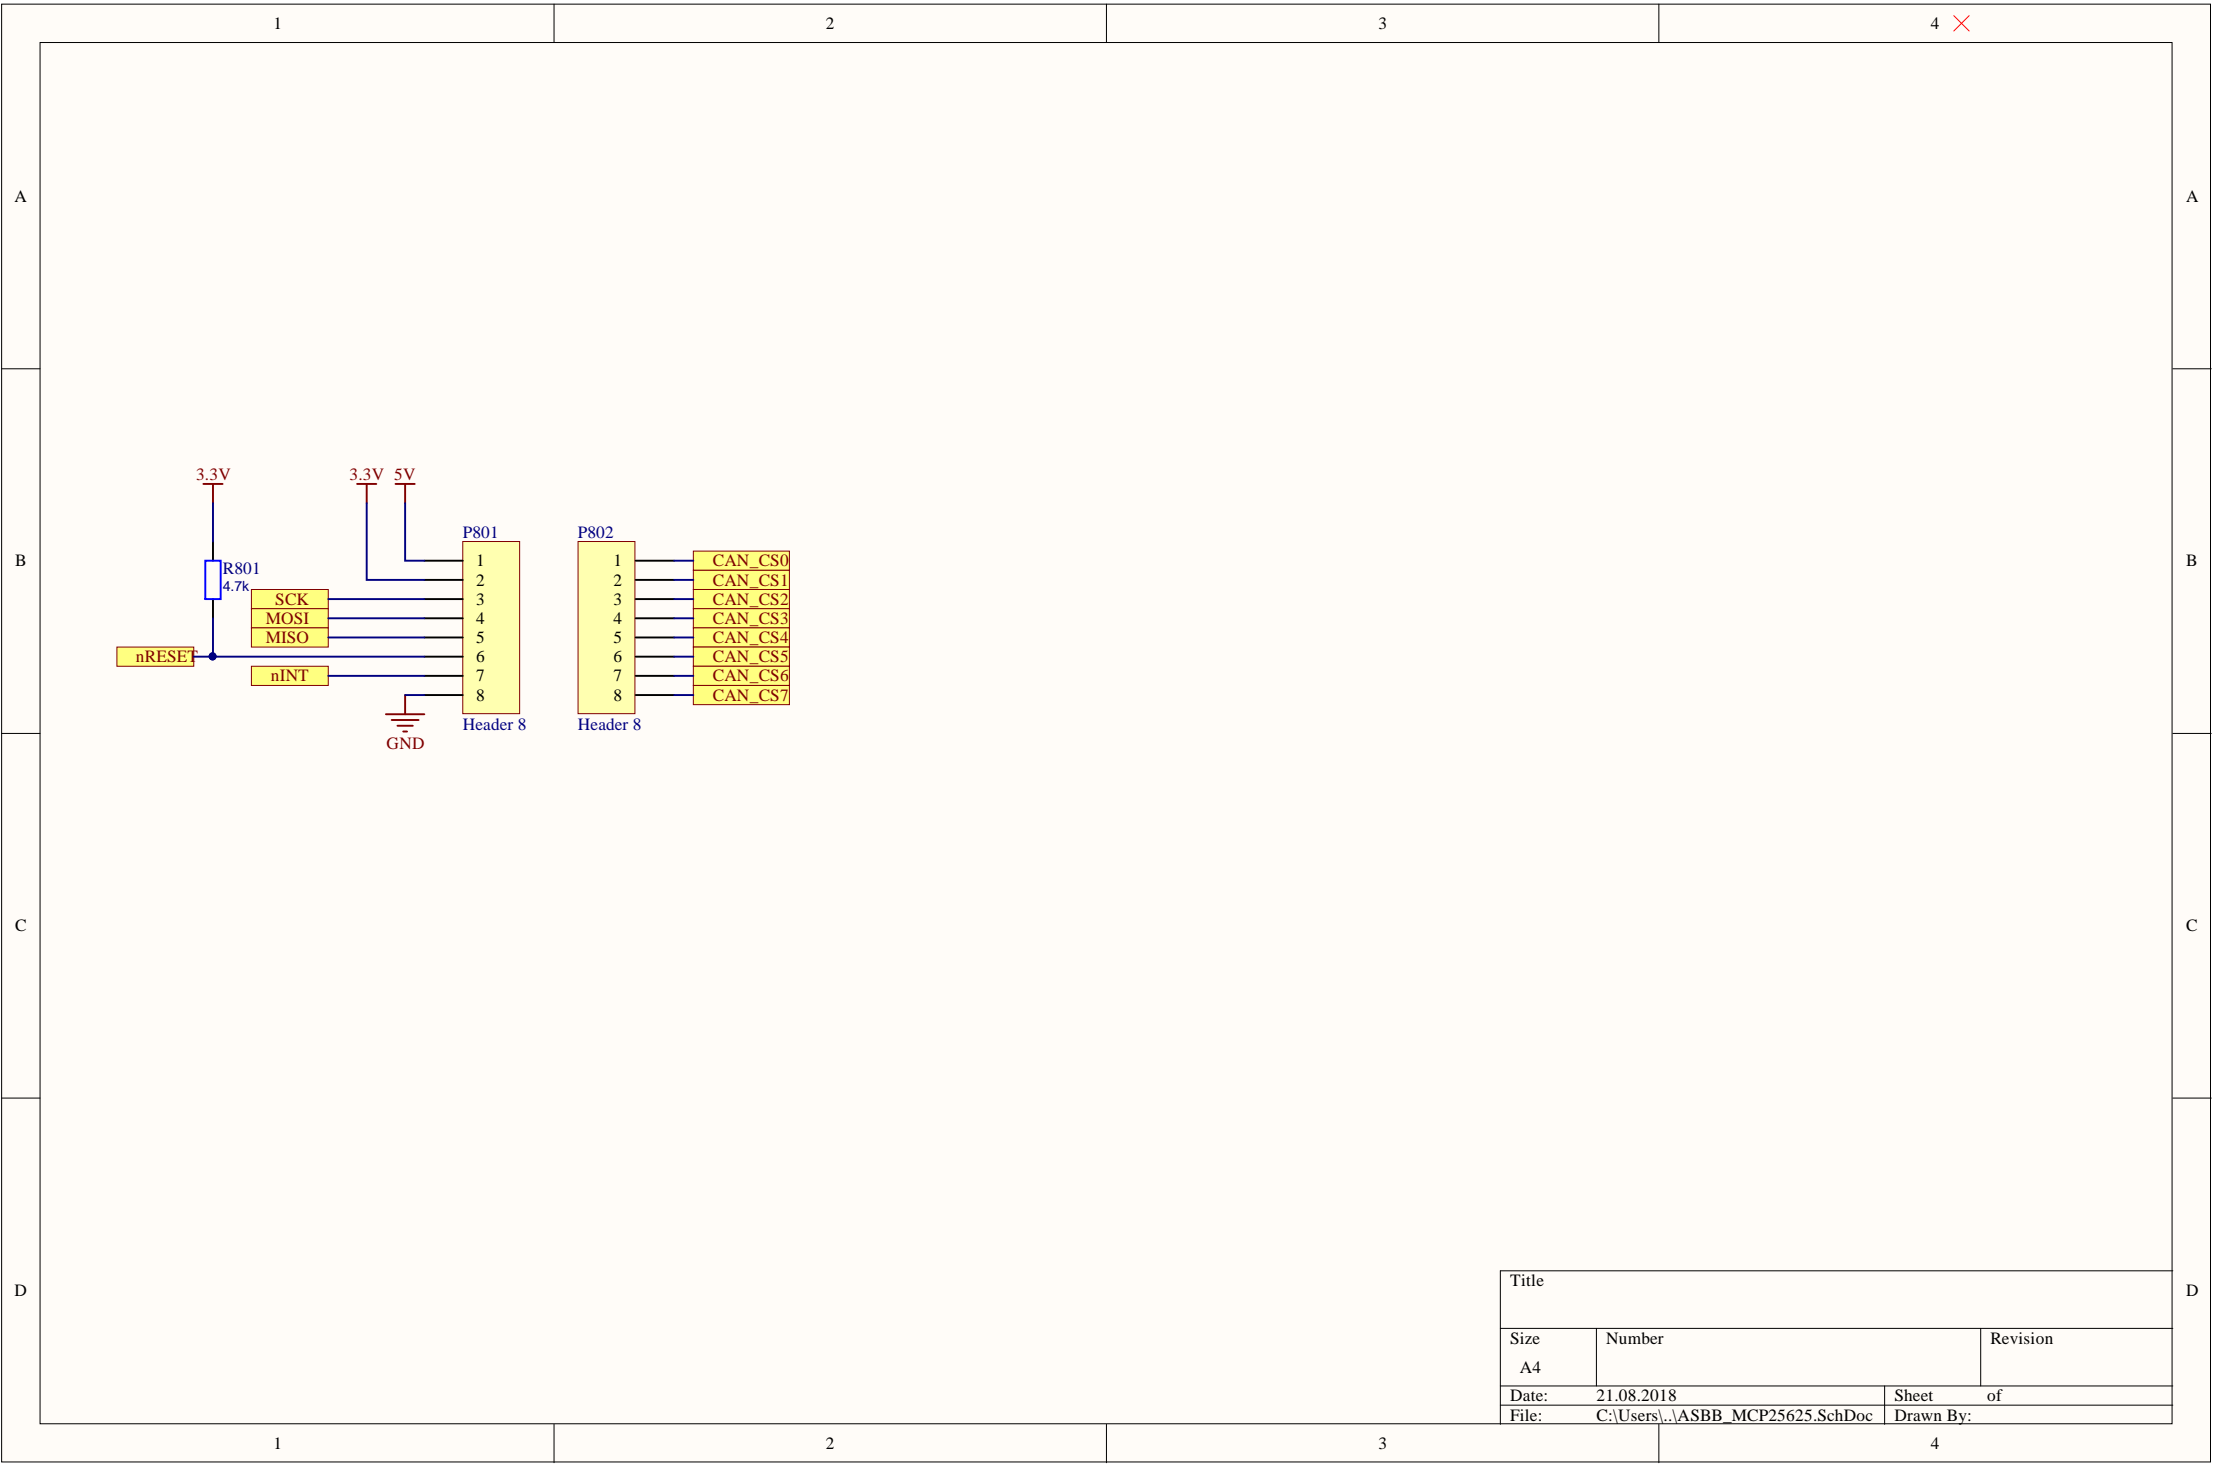 1 2 3 4
A A
3.3V 3.3V 5V
P801 P802
B B
R801
4.7k
1 1 CAN_CS0
2 2 CAN_CS1
SCK 3 3 CAN_CS2
MOSI 4 4 CAN_CS3
MISO 5 5 CAN_CS4
nRESET 6 6 CAN_CS5
nINT 7 7 CAN_CS6
8 8 CAN_CS7
Header 8 Header 8
GND
C C
D D
Title
Size Number Revision
A4
Date: 21.08.2018 Sheet of
File: C:\Users\..\ASBB_MCP25625.SchDoc Drawn By:
1 2 3 4